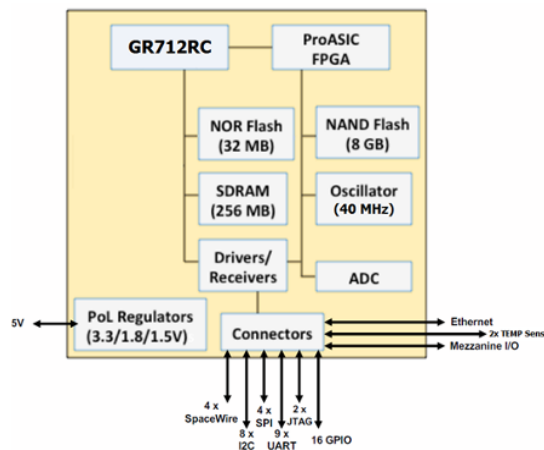 GR712RC
ProASIC
FPGA
NOR Flash
(32 MB)
NAND Flash
(8 GB)
SDRAM
(256 MB)
Oscillator
(40 MHz)
Drivers/
Receivers
ADC
PoL Regulators
(3.3/1.8/1.5V)
Connectors
5V
Ethernet
2x TEMP Sens
Mezzanine I/O
4 x
SpaceWire
8 x
I2C
4 x
SPI
9 x
UART
2 x
JTAG
16 GPIO